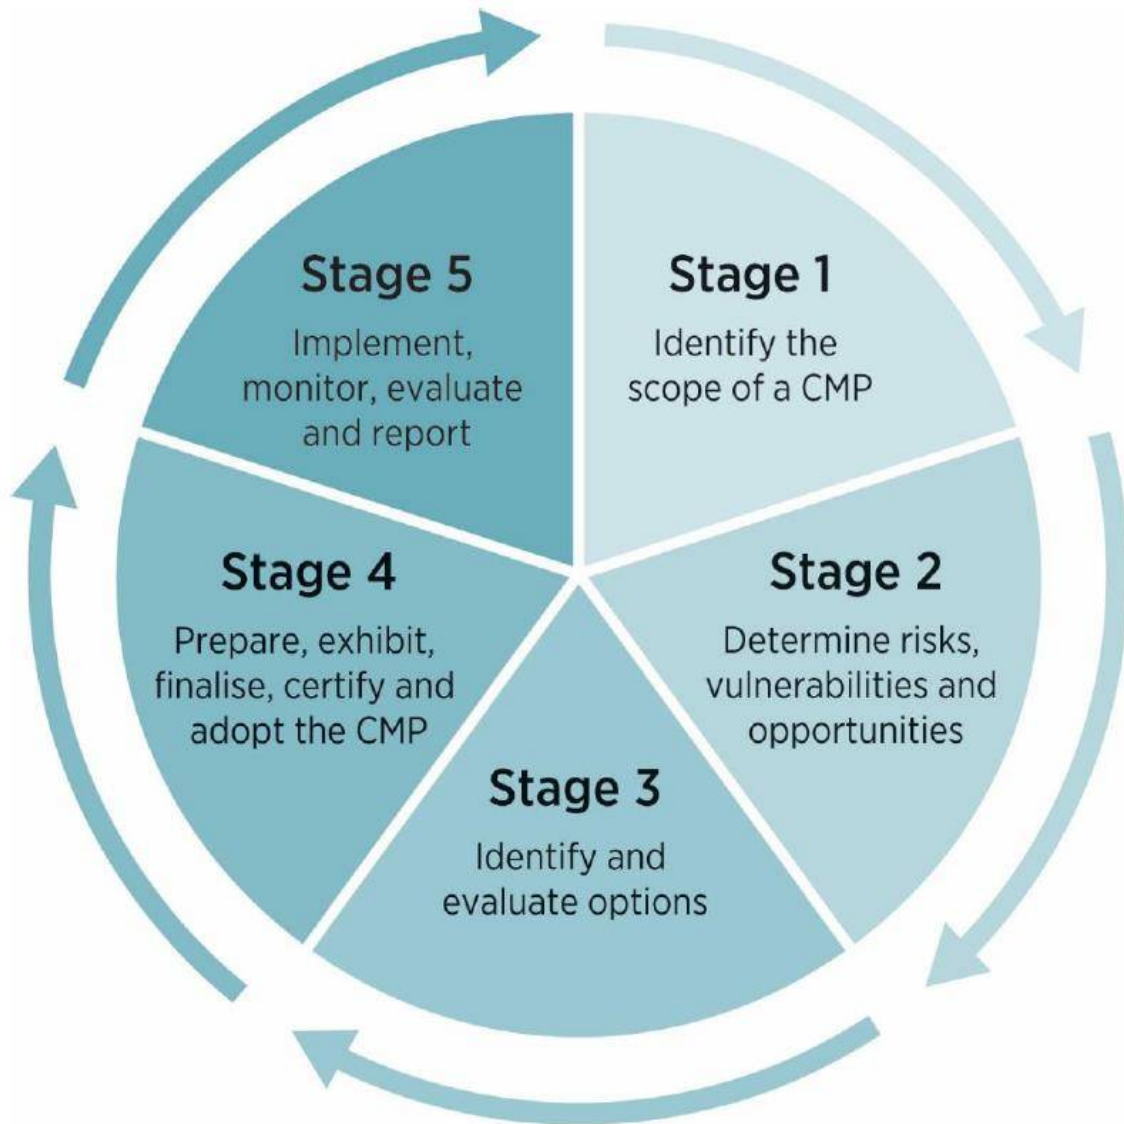 Stage 1
Identify the
scope of a CMP
Stage 2
Determine risks,
vulnerabilities and
opportunities
Stage 3
Identify and
evaluate options
Stage 4
Prepare, exhibit,
finalise, certify and
adopt the CMP
Stage 5
Implement,
monitor, evaluate
and report